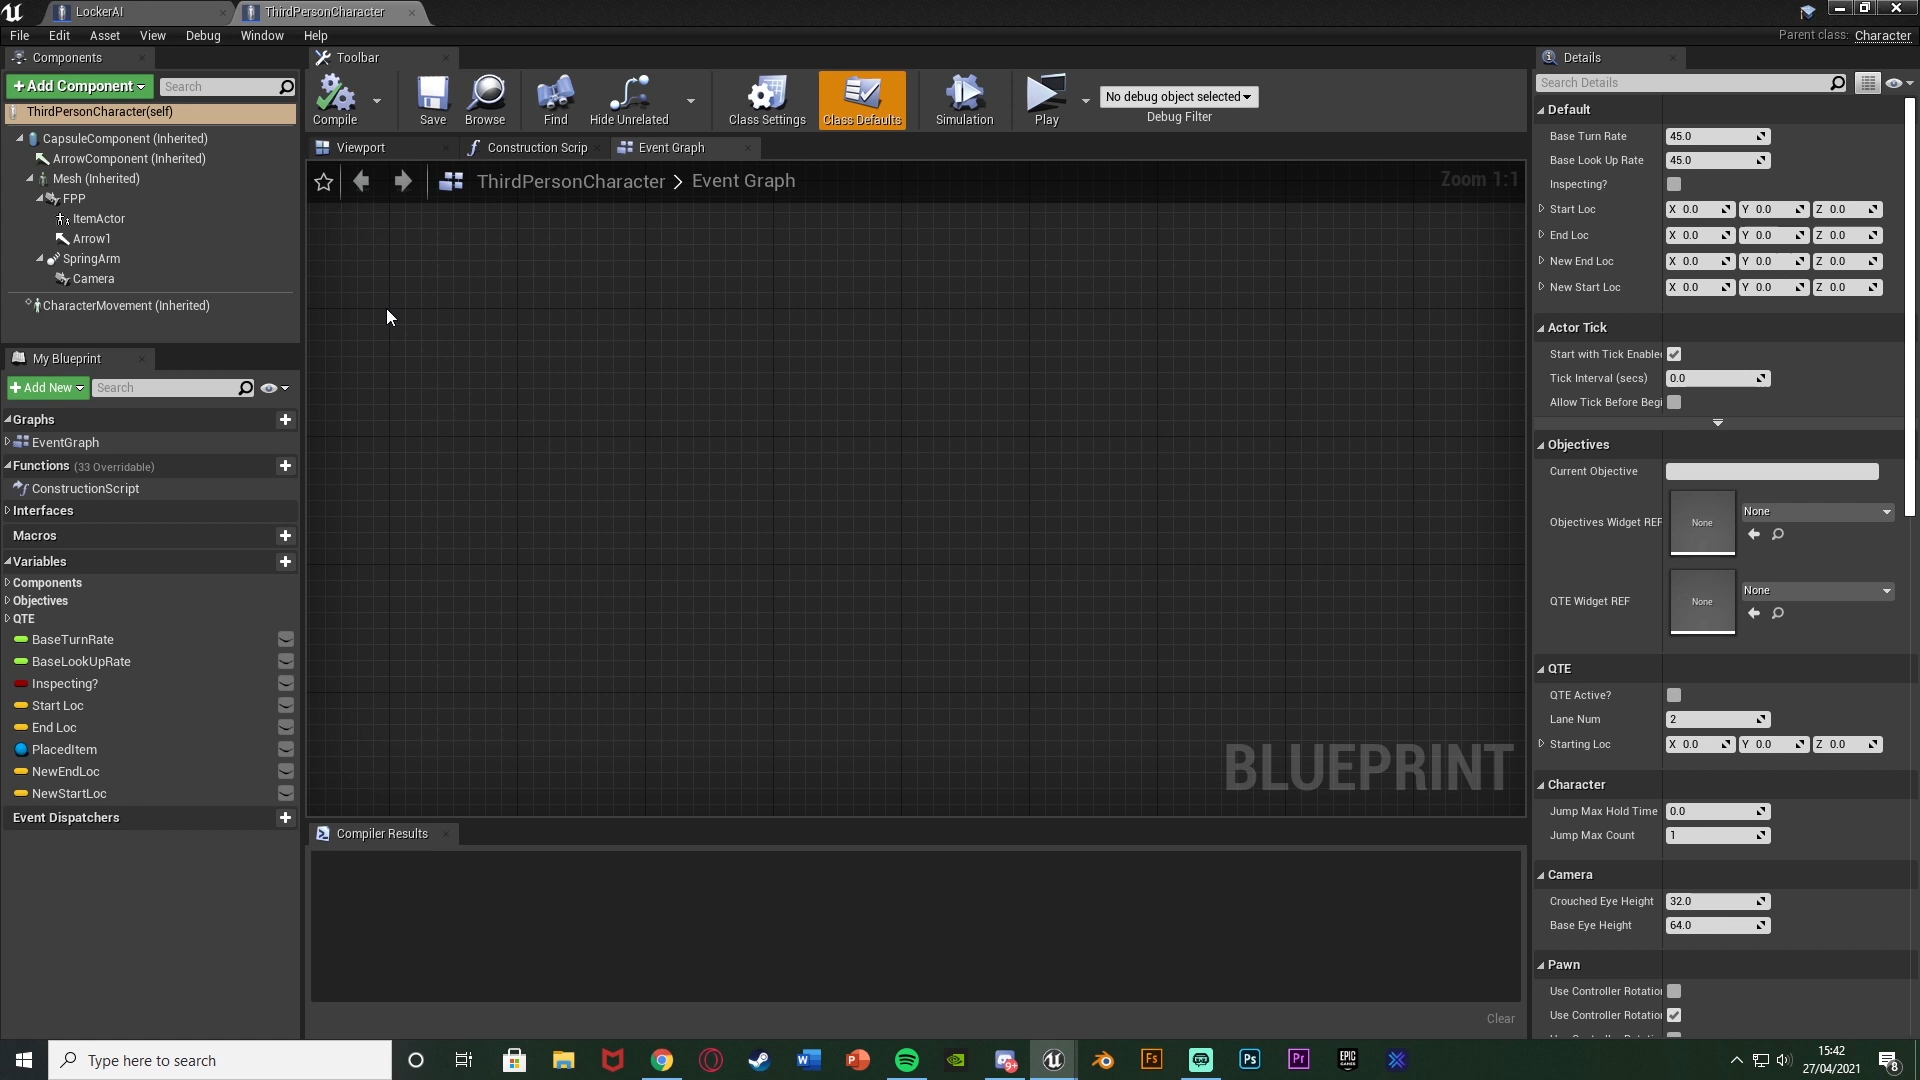 LockerAI
ThirdPersonCharacter
File Edit Asset View Debug Window Help
Parent class: Character
Components
+Add Component
Search
ThirdPersonCharacter(self)
CapsuleComponent (Inherited)
ArrowComponent (Inherited)
Mesh (Inherited)
FPP
ItemActor
Arrow1
SpringArm
Camera
CharacterMovement (Inherited)
My Blueprint
+Add New
Search
Graphs
EventGraph
Functions (33 Overridable)
ConstructionScript
Interfaces
Macros
Variables
Components
Objectives
QTE
BaseTurnRate
BaseLookUpRate
Inspecting?
Start Loc
End Loc
PlacedItem
NewEndLoc
NewStartLoc
Event Dispatchers
Toolbar
Compile
Save
Browse
Find
Hide Unrelated
Class Settings
Class Defaults
Simulation
Play
No debug object selected
Debug Filter
Viewport
Construction Scrip
Event Graph
ThirdPersonCharacter > Event Graph
Zoom 1:1
BLUEPRINT
Compiler Results
Clear
Details
Search Details
Default
Base Turn Rate 45.0
Base Look Up Rate 45.0
Inspecting?
Start Loc X 0.0 Y 0.0 Z 0.0
End Loc X 0.0 Y 0.0 Z 0.0
New End Loc X 0.0 Y 0.0 Z 0.0
New Start Loc X 0.0 Y 0.0 Z 0.0
Actor Tick
Start with Tick Enable
Tick Interval (secs) 0.0
Allow Tick Before Begi
Objectives
Current Objective
Objectives Widget REF None None
QTE Widget REF None None
QTE
QTE Active?
Lane Num 2
Starting Loc X 0.0 Y 0.0 Z 0.0
Character
Jump Max Hold Time 0.0
Jump Max Count 1
Camera
Crouched Eye Height 32.0
Base Eye Height 64.0
Pawn
Use Controller Rotatio
Use Controller Rotatio
Type here to search
15:42
27/04/2021